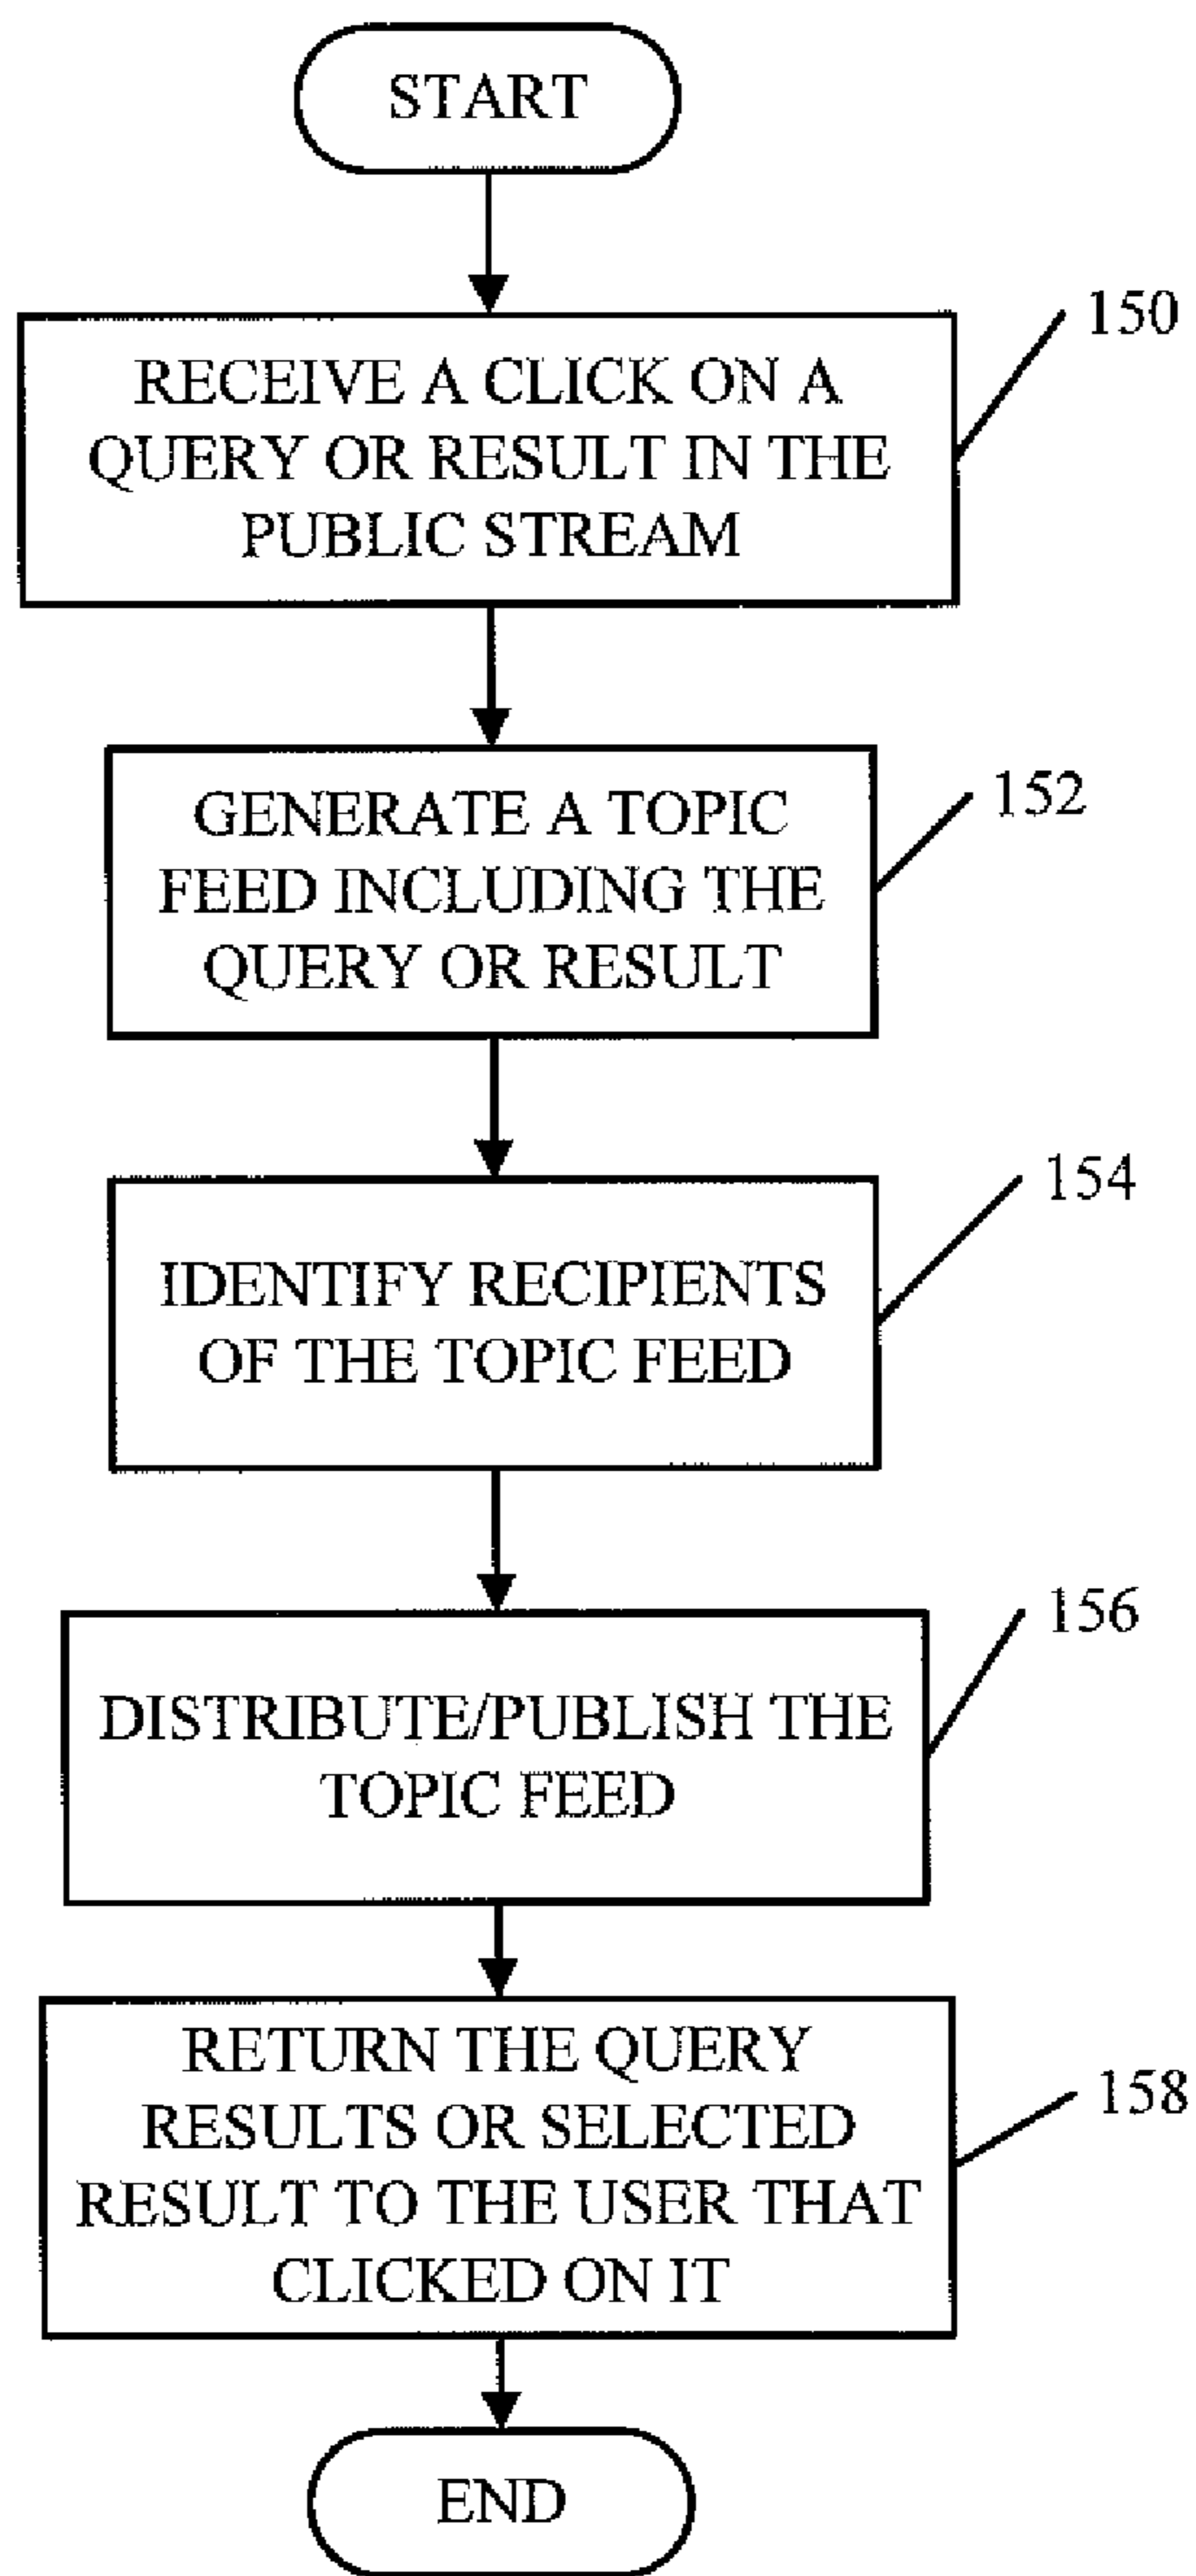 START
150
RECEIVE A CLICK ON A
QUERY OR RESULT IN THE
PUBLIC STREAM
152
GENERATE A TOPIC
FEED INCLUDING THE
QUERY OR RESULT
154
IDENTIFY RECIPIENTS
OF THE TOPIC FEED
156
DISTRIBUTE/PUBLISH THE
TOPIC FEED
158
RETURN THE QUERY
RESULTS OR SELECTED
RESULT TO THE USER THAT
CLICKED ON IT
END